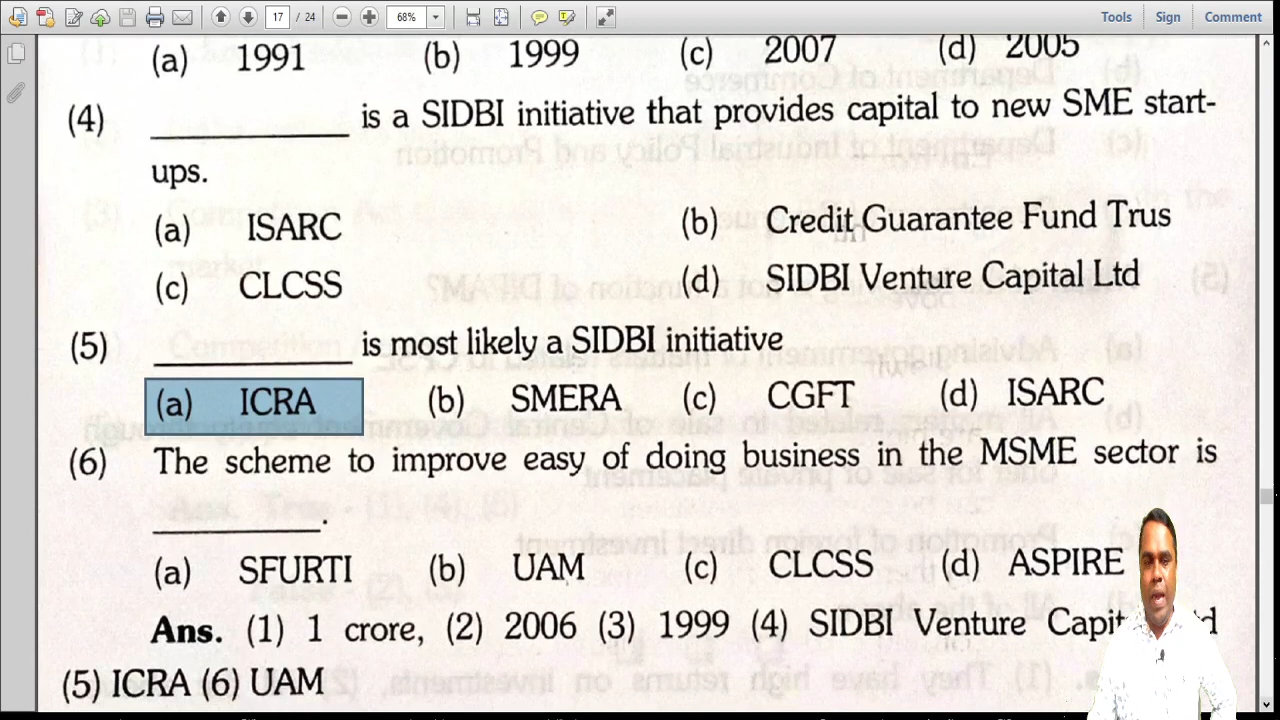 17 / 24
68%
Tools Sign Comment
(a) 1991 (b) 1999 (c) 2007 (d) 2005
(4) ____________ is a SIDBI initiative that provides capital to new SME start-
ups.
(a) ISARC (b) Credit Guarantee Fund Trus
(c) CLCSS (d) SIDBI Venture Capital Ltd
(5) ____________ is most likely a SIDBI initiative
(a) ICRA (b) SMERA (c) CGFT (d) ISARC
(6) The scheme to improve easy of doing business in the MSME sector is
____________.
(a) SFURTI (b) UAM (c) CLCSS (d) ASPIRE
Ans. (1) 1 crore, (2) 2006 (3) 1999 (4) SIDBI Venture
(5) ICRA (6) UAM